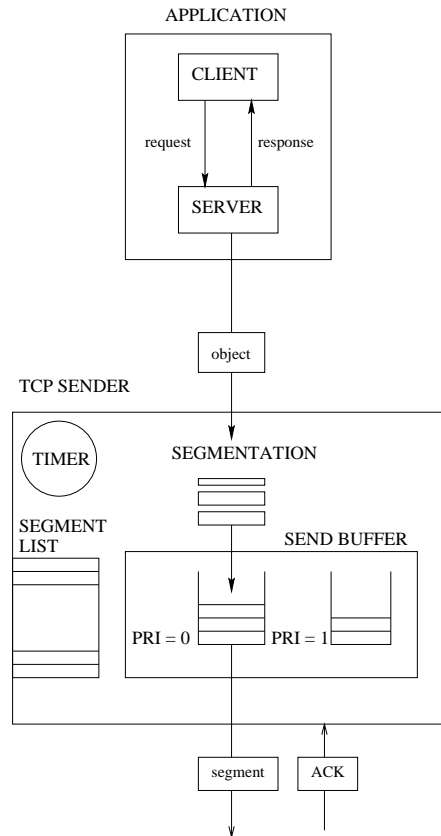 APPLICATION
CLIENT
request
response
SERVER
object
TCP SENDER
TIMER
SEGMENTATION
SEGMENT
LIST
SEND BUFFER
PRI = 0
PRI = 1
segment
ACK